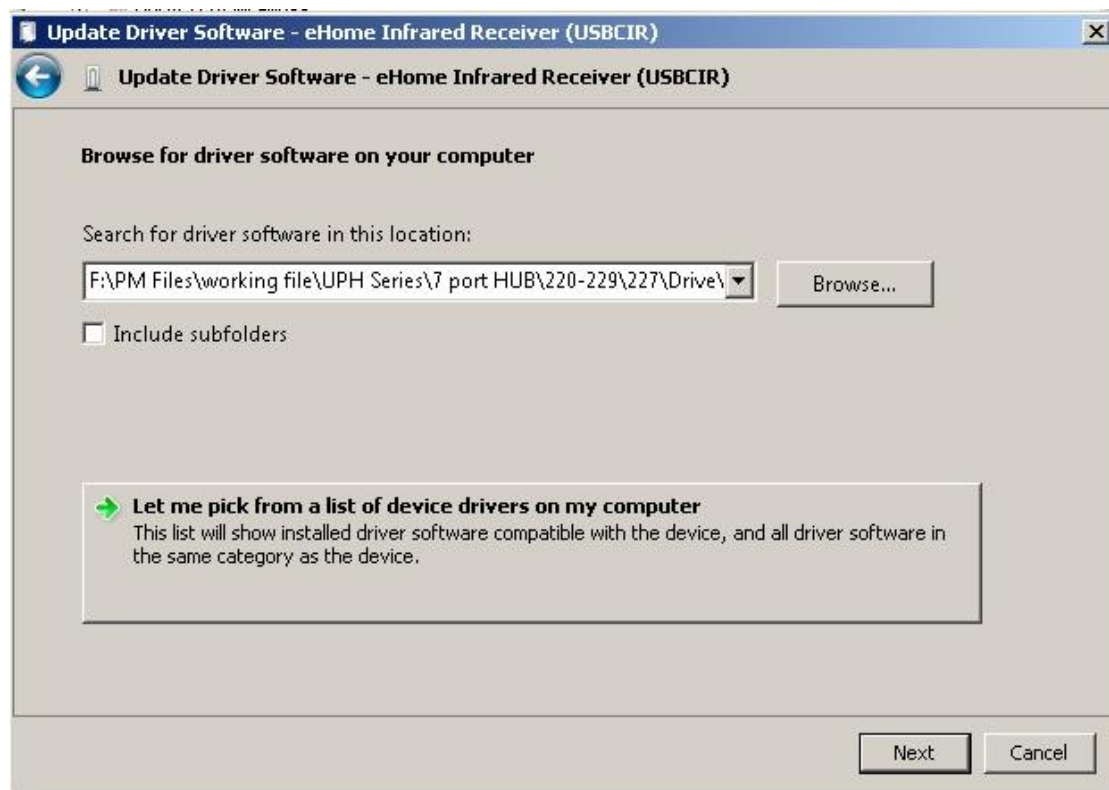 Update Driver Software - eHome Infrared Receiver (USBCIR)
Update Driver Software - eHome Infrared Receiver (USBCIR)
Browse for driver software on your computer
Search for driver software in this location:
F:\PM Files\working file\UPH Series\7 port HUB\220-229\227\Drive\
Browse...
Include subfolders
Let me pick from a list of device drivers on my computer
This list will show installed driver software compatible with the device, and all driver software in
the same category as the device.
Next
Cancel